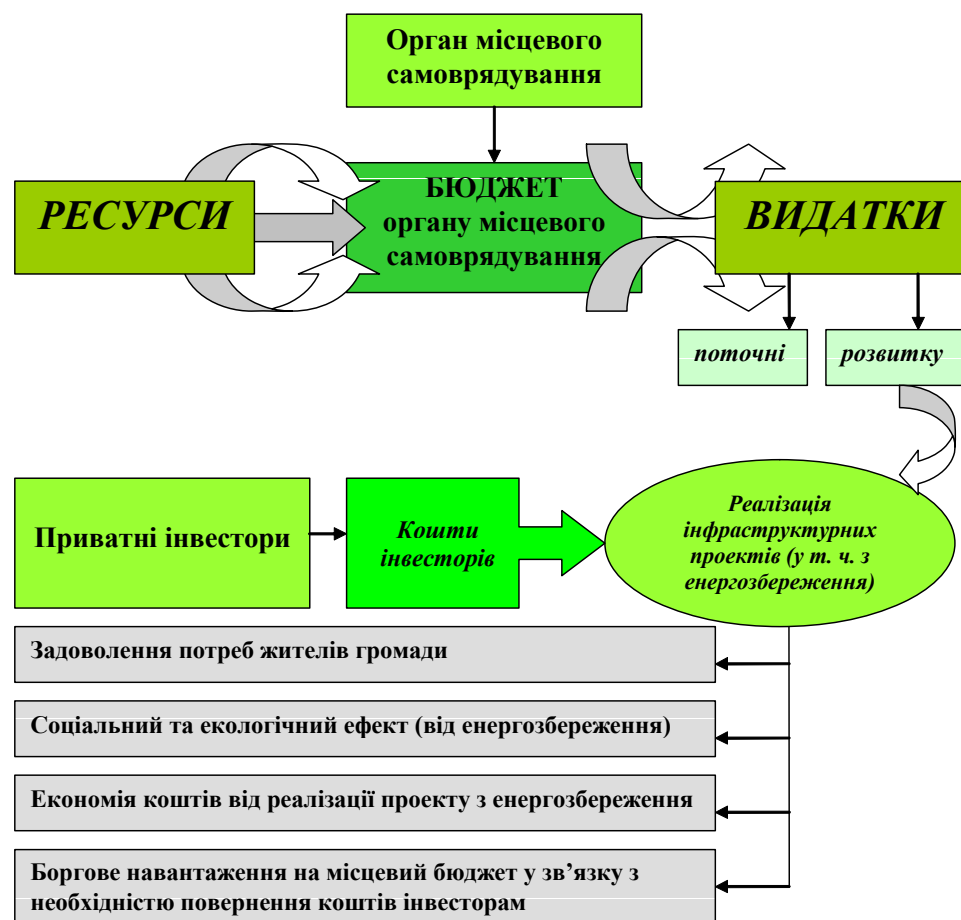 Орган місцевого
самоврядування
РЕСУРСИ
БЮДЖЕТ
органу місцевого
самоврядування
ВИДАТКИ
поточні
розвитку
Приватні інвестори
Кошти
інвесторів
Реалізація
інфраструктурних
проектів (у т. ч. з
енергозбереження)
Задоволення потреб жителів громади
Соціальний та екологічний ефект (від енергозбереження)
Економія коштів від реалізації проекту з енергозбереження
Боргове навантаження на місцевий бюджет у зв’язку з
необхідністю повернення коштів інвесторам